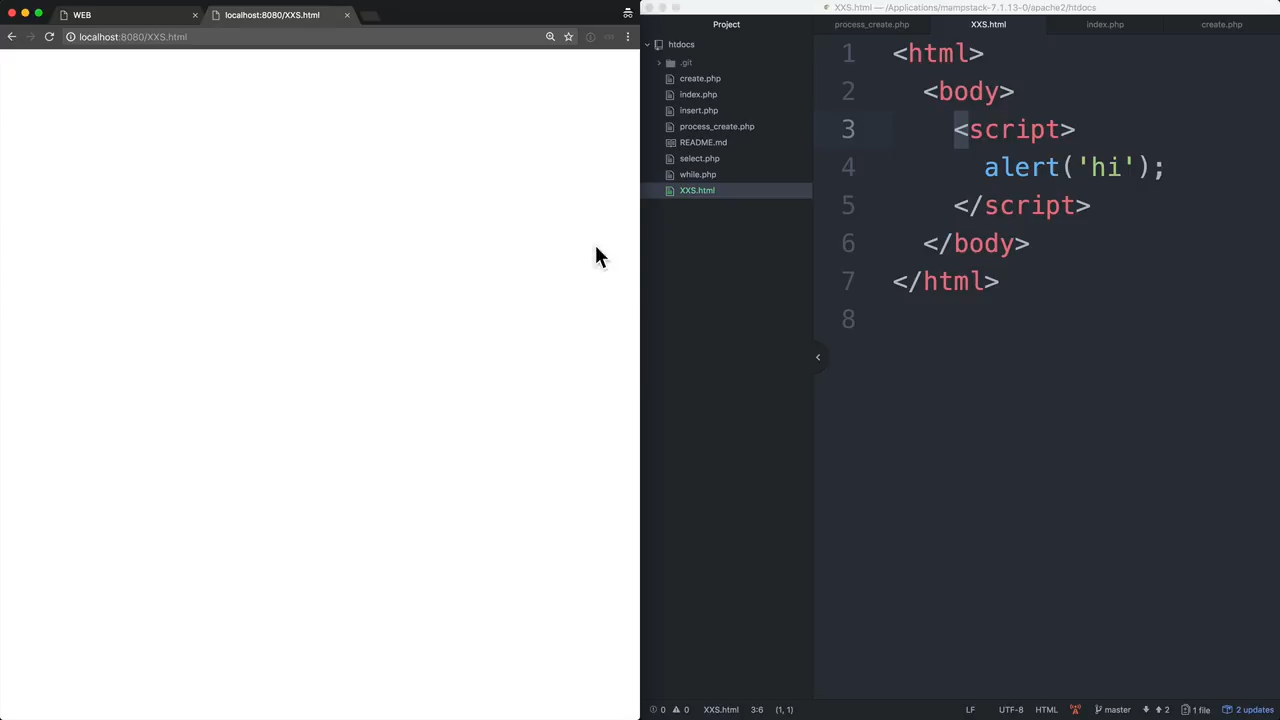 WEB
localhost:8080/XXS.html
localhost:8080/XXS.html
XXS.html — /Applications/mampstack-7.1.13-0/apache2/htdocs
Project
process_create.php
XXS.html
index.php
create.php
htdocs
.git
create.php
index.php
insert.php
process_create.php
README.md
select.php
while.php
XXS.html
1 <html>
2 <body>
3 <script>
4 alert('hi');
5 </script>
6 </body>
7 </html>
8
0 0 XXS.html 3:6 (1, 1)
LF UTF-8 HTML master 2 1 file 2 updates